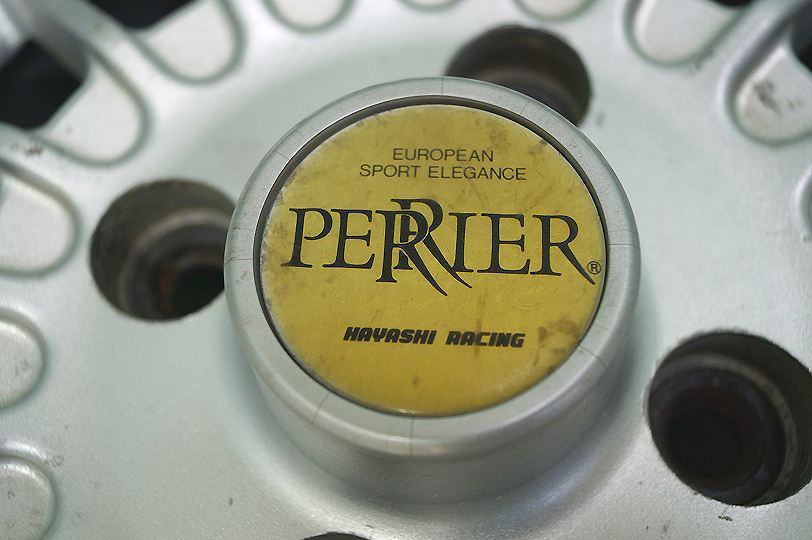 EUROPEAN
SPORT ELEGANCE
PERRIER®
HAYASHI RACING